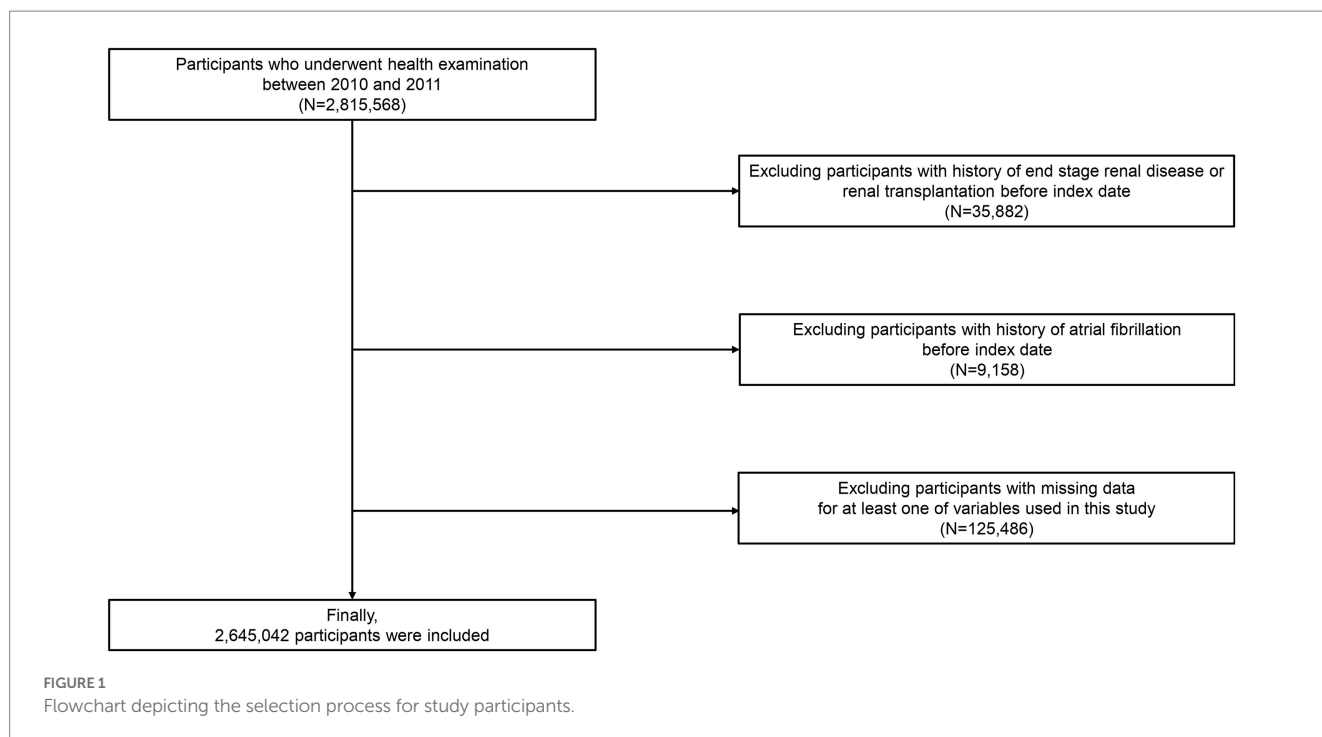 Participants who underwent health examination
between 2010 and 2011
(N=2,815,568)
Excluding participants with history of end stage renal disease or
renal transplantation before index date
(N=35,882)
Excluding participants with history of atrial fibrillation
before index date
(N=9,158)
Excluding participants with missing data
for at least one of variables used in this study
(N=125,486)
Finally,
2,645,042 participants were included
FIGURE 1
Flowchart depicting the selection process for study participants.